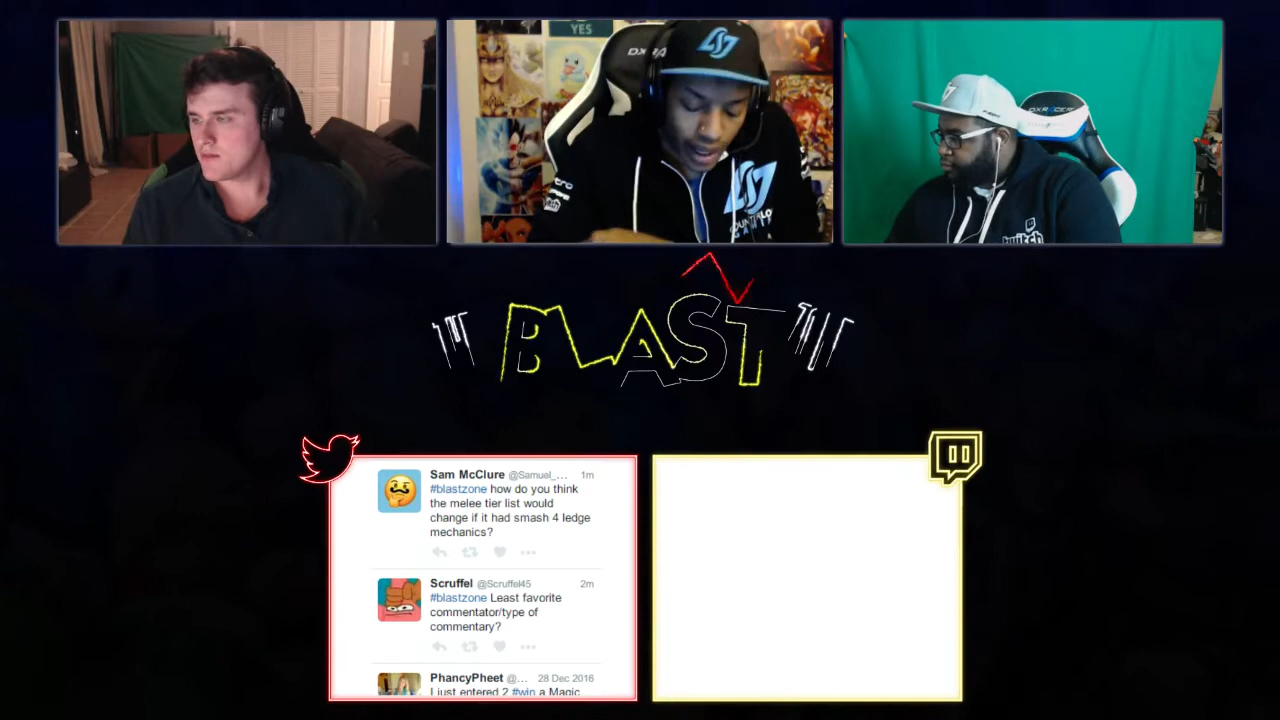 YES
DXRACER
twitch
BLAST
Sam McClure @Samuel_... 1m
#blastzone how do you think
the melee tier list would
change if it had smash 4 ledge
mechanics?
Scruffel @Scruffel45 2m
#blastzone Least favorite
commentator/type of
commentary?
PhancyPheet @... 28 Dec 2016
I just entered 2 #win a Magic